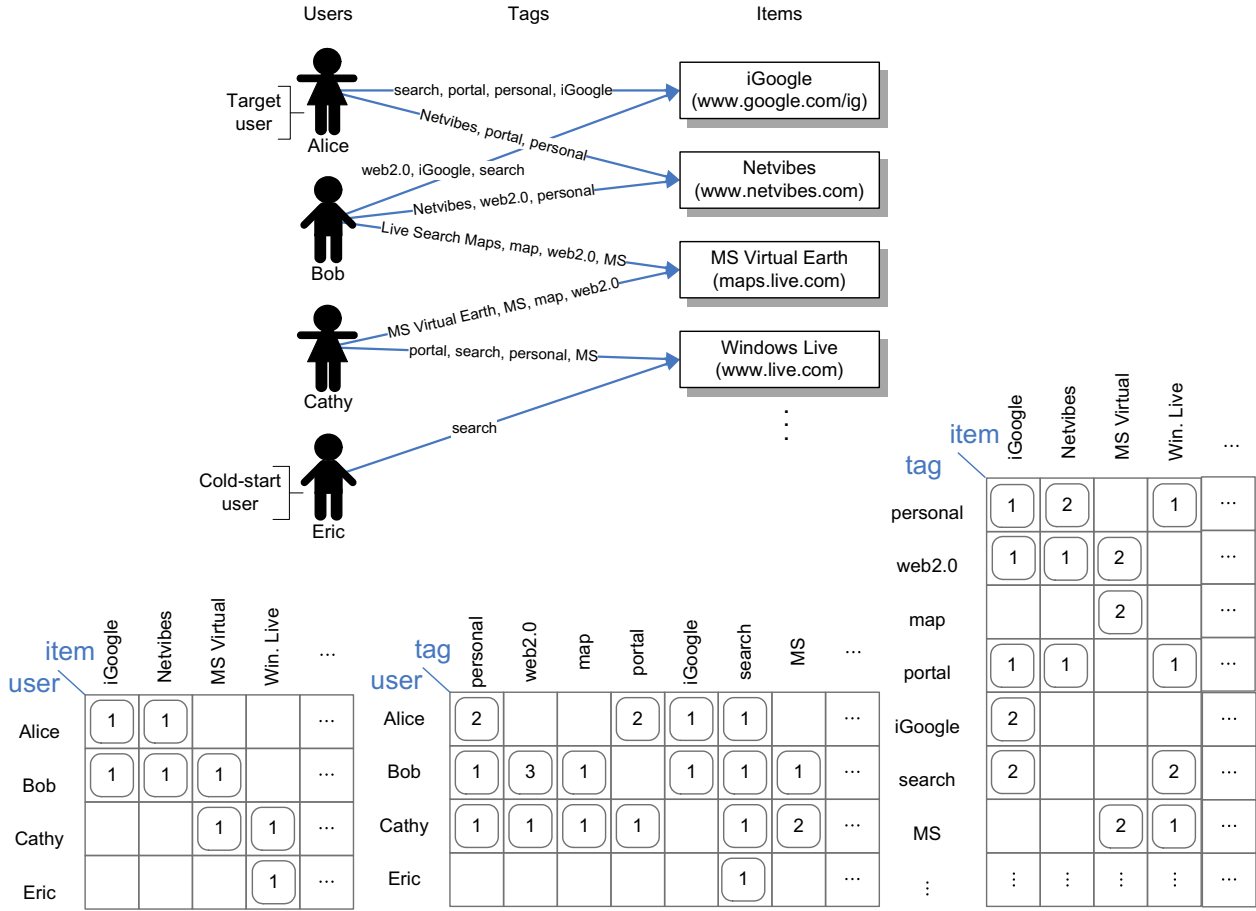 Users Tags Items
Target
user
Alice
search, portal, personal, iGoogle
iGoogle
(www.google.com/ig)
Netvibes, portal, personal
web2.0, iGoogle, search
Netvibes
(www.netvibes.com)
Netvibes, web2.0, personal
Live Search Maps, map, web2.0, MS
Bob
MS Virtual Earth
(maps.live.com)
MS Virtual Earth, MS, map, web2.0
portal, search, personal, MS
Windows Live
(www.live.com)
Cathy
search
Cold-start
user
Eric
item
user
iGoogle
Netvibes
MS Virtual
Win. Live
...
Alice 1 1 ...
Bob 1 1 1 ...
Cathy 1 1 ...
Eric 1 ...
tag
user
personal
web2.0
map
portal
iGoogle
search
MS
...
Alice 2 2 1 1 ...
Bob 1 3 1 1 1 1 ...
Cathy 1 1 1 1 1 2 ...
Eric 1 ...
item
tag
iGoogle
Netvibes
MS Virtual
Win. Live
...
personal 1 2 1 ...
web2.0 1 1 2 ...
map 2 ...
portal 1 1 1 ...
iGoogle 2 ...
search 2 2 ...
MS 2 1 ...